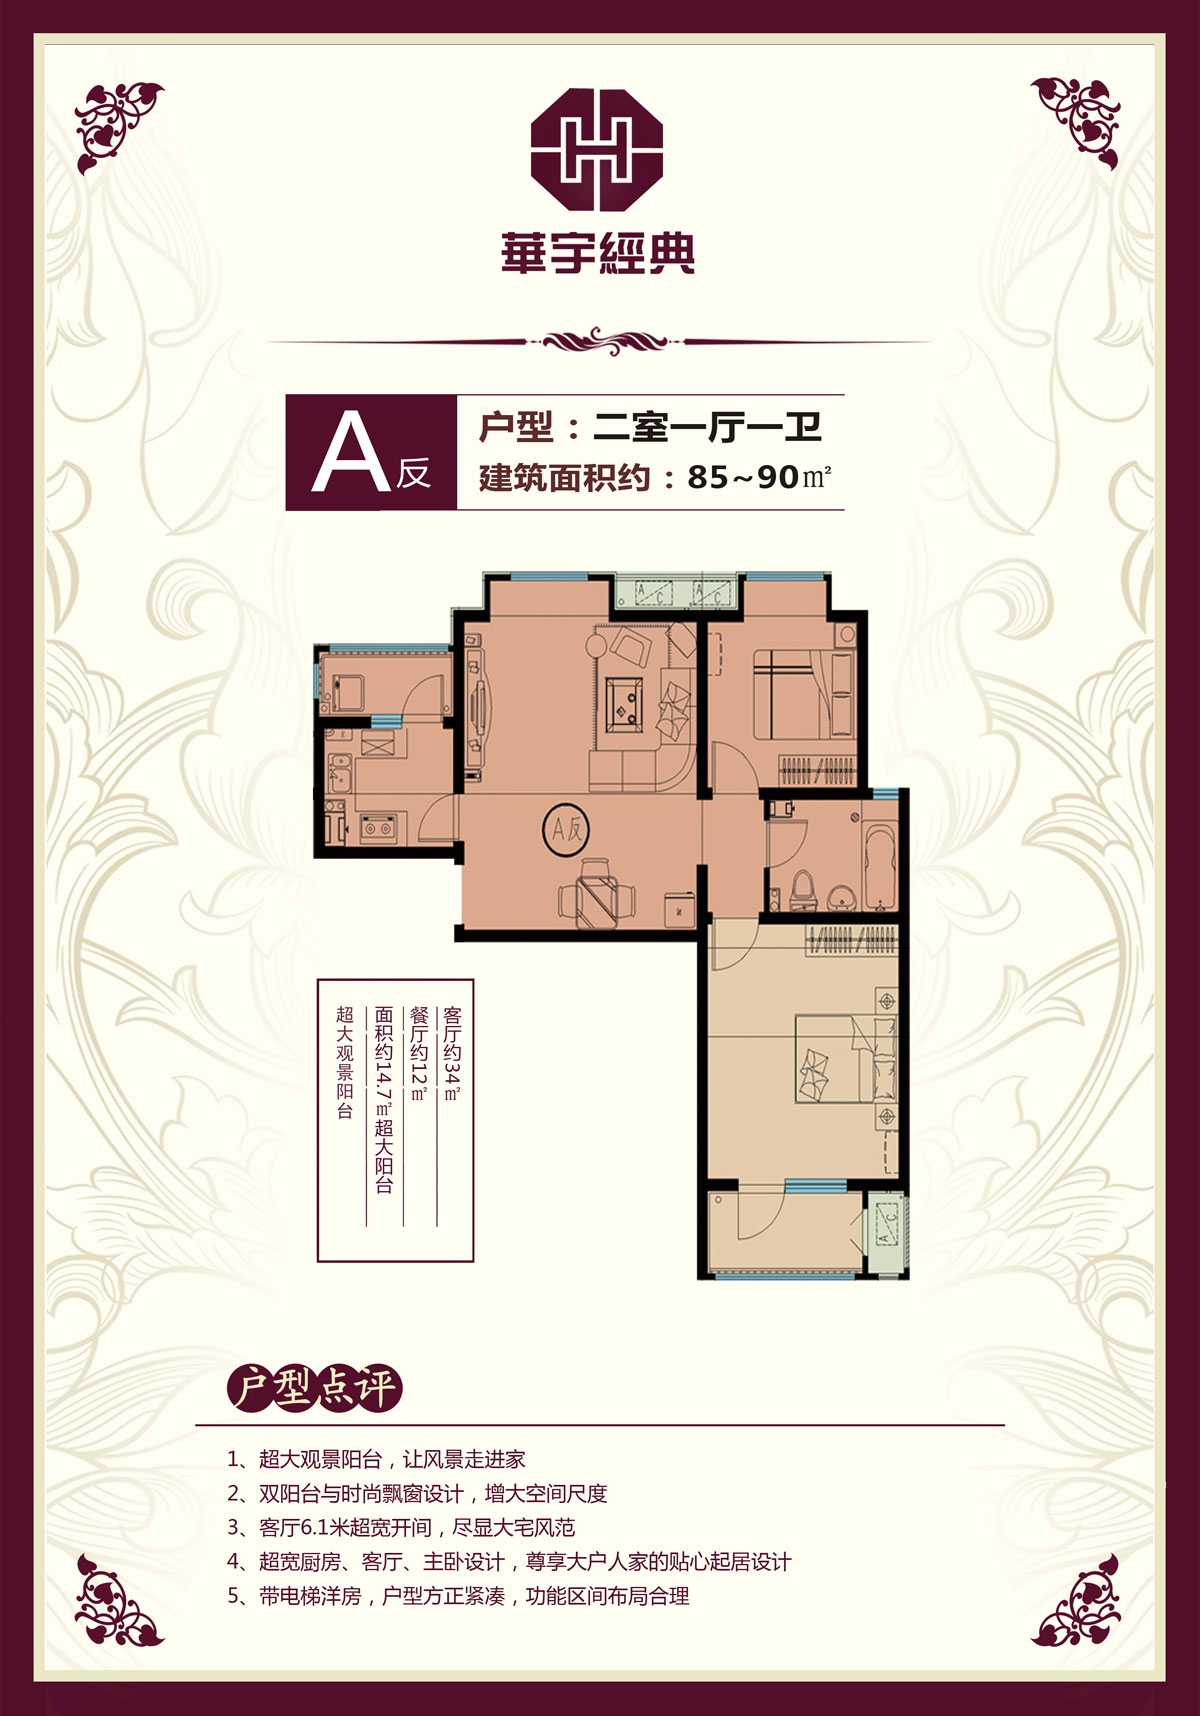 華宇經典
A反
户型：二室一厅一卫
建筑面积约：85~90㎡
A
C
A
C
A反
客厅约34㎡
餐厅约12㎡
面积约14.7㎡超大阳台
超大观景阳台
A
C
户型点评
1、超大观景阳台，让风景走进家
2、双阳台与时尚飘窗设计，增大空间尺度
3、客厅6.1米超宽开间，尽显大宅风范
4、超宽厨房、客厅、主卧设计，尊享大户人家的贴心起居设计
5、带电梯洋房，户型方正紧凑，功能区间布局合理